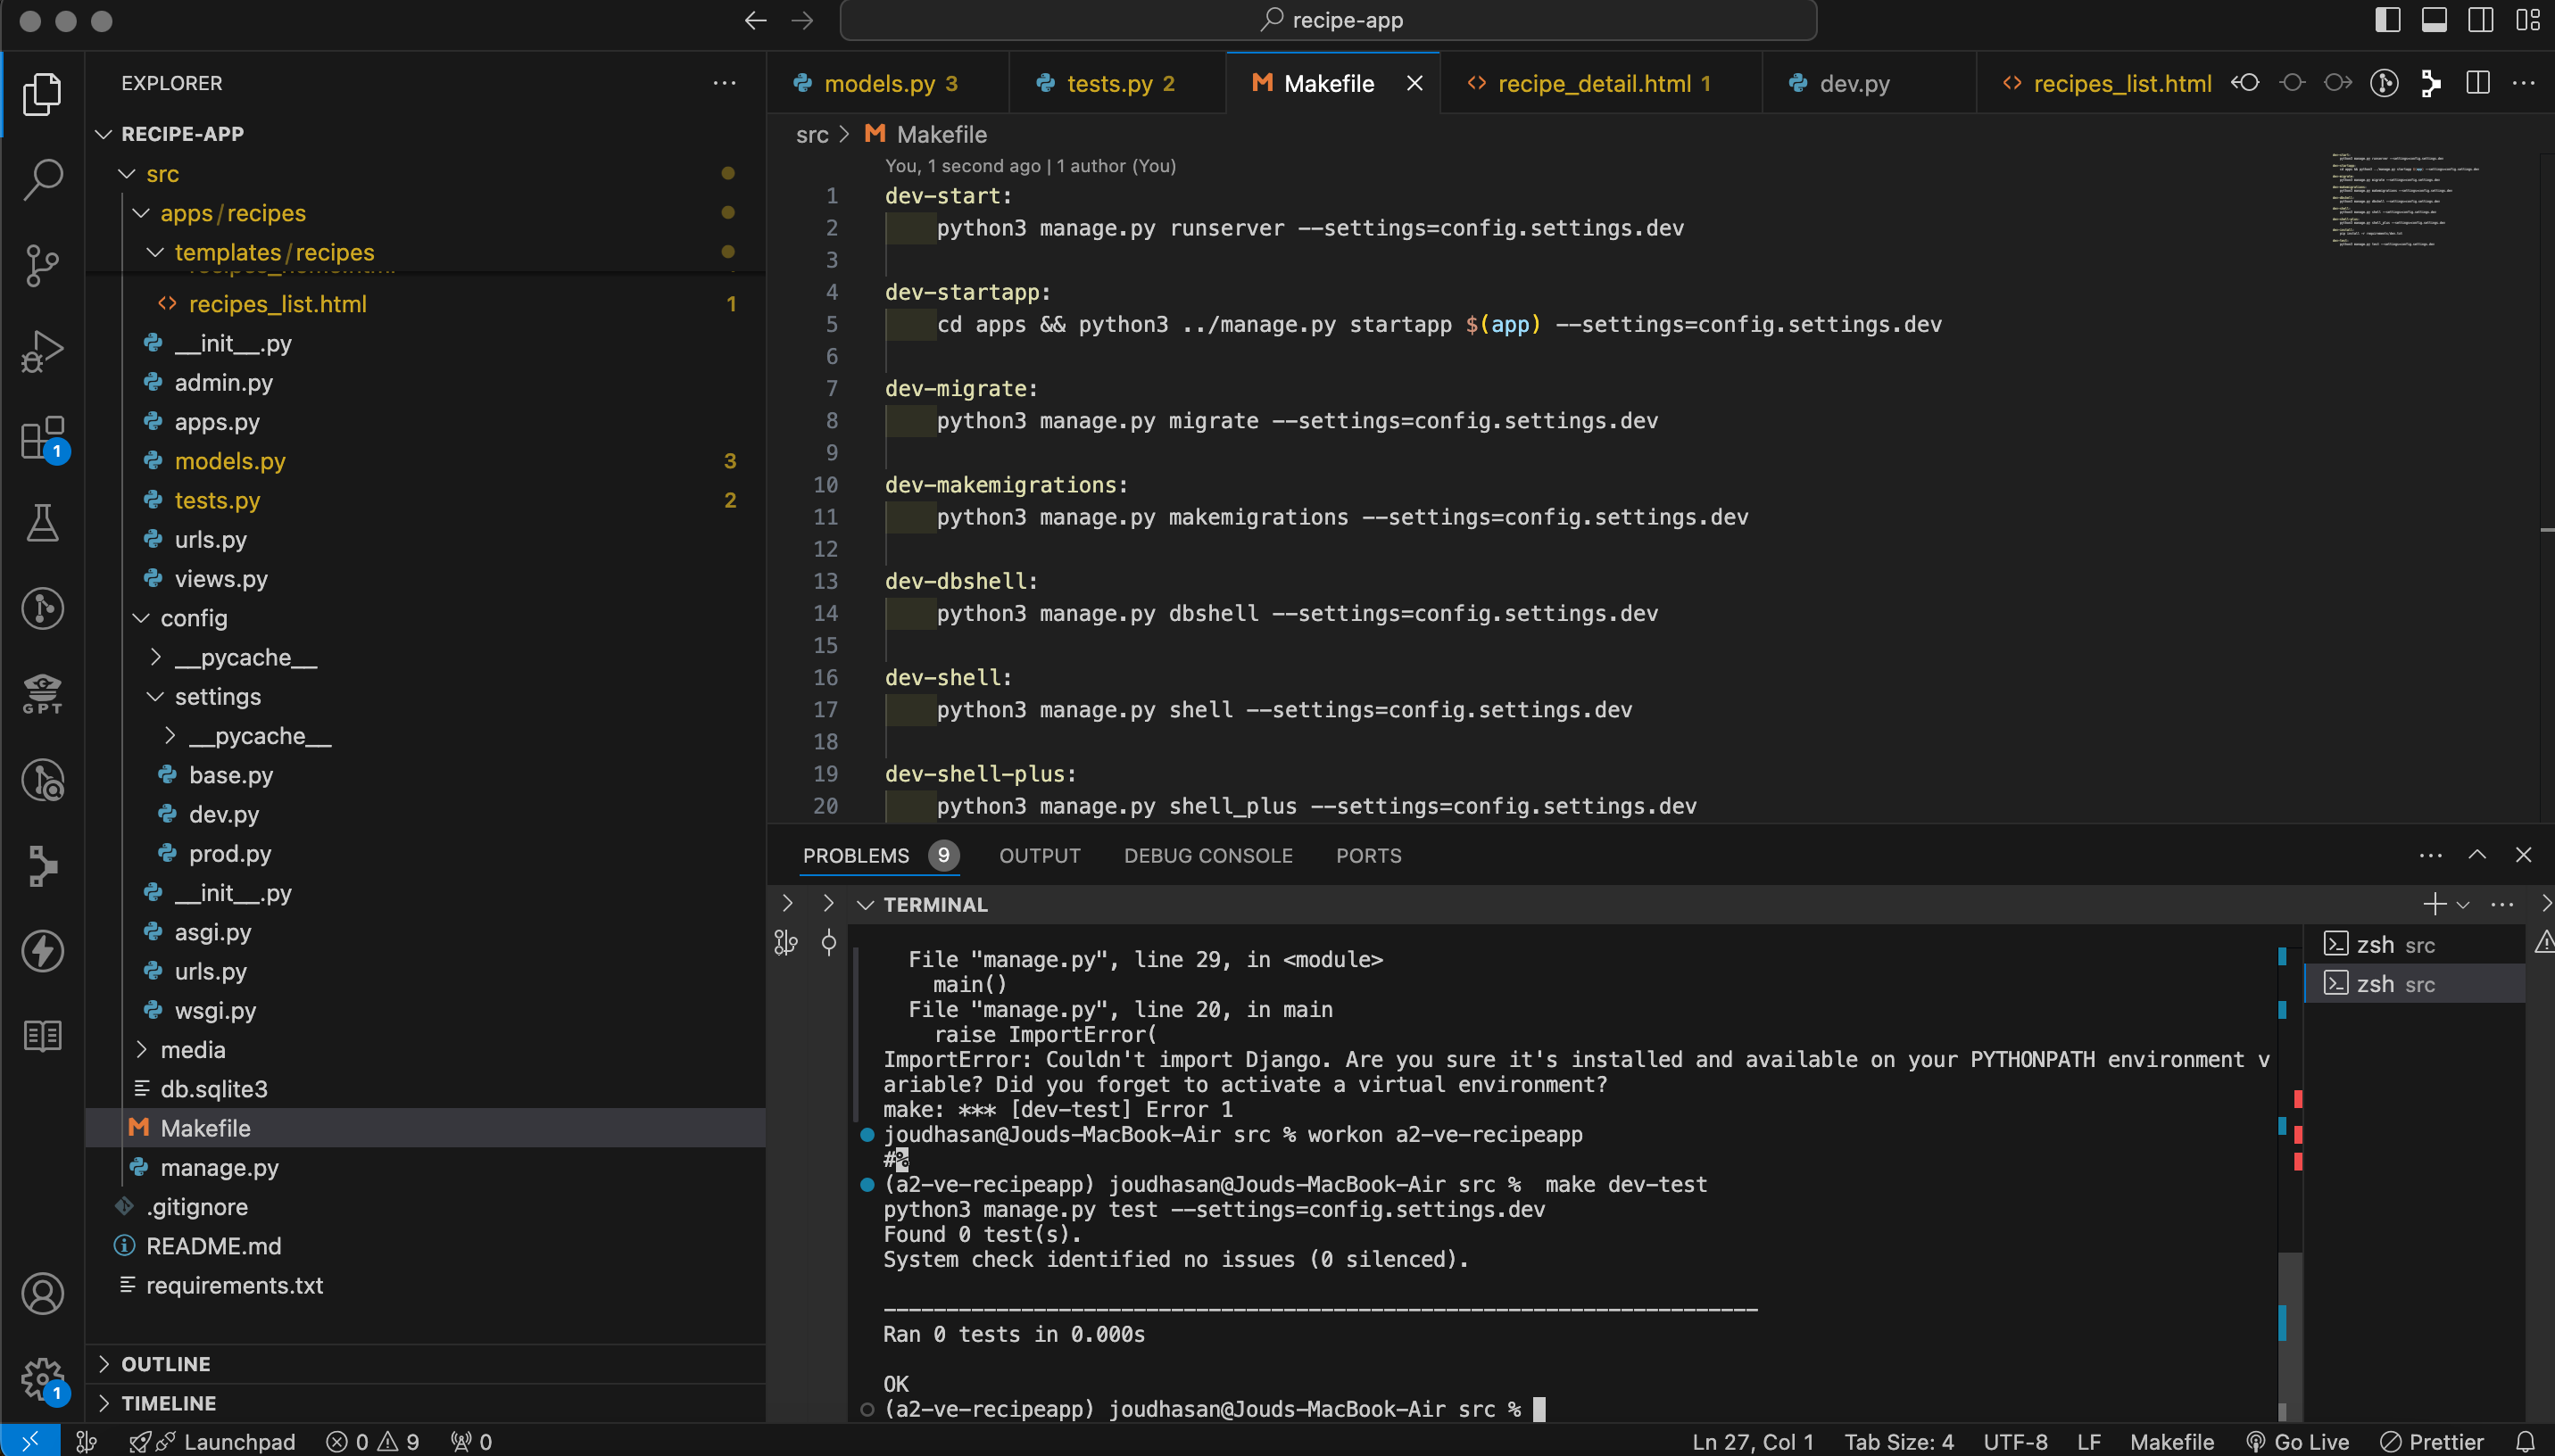 recipe-app
EXPLORER
RECIPE-APP
src
apps/recipes
templates/recipes
recipes_list.html 1
__init__.py
admin.py
apps.py
models.py 3
tests.py 2
urls.py
views.py
config
__pycache__
settings
__pycache__
base.py
dev.py
prod.py
__init__.py
asgi.py
urls.py
wsgi.py
media
db.sqlite3
Makefile
manage.py
.gitignore
README.md
requirements.txt
OUTLINE
TIMELINE
GPT
1
1
models.py 3
tests.py 2
Makefile
recipe_detail.html 1
dev.py
recipes_list.html
src > Makefile
You, 1 second ago | 1 author (You)
1 dev-start:
2 python3 manage.py runserver --settings=config.settings.dev
3
4 dev-startapp:
5 cd apps && python3 ../manage.py startapp $(app) --settings=config.settings.dev
6
7 dev-migrate:
8 python3 manage.py migrate --settings=config.settings.dev
9
10 dev-makemigrations:
11 python3 manage.py makemigrations --settings=config.settings.dev
12
13 dev-dbshell:
14 python3 manage.py dbshell --settings=config.settings.dev
15
16 dev-shell:
17 python3 manage.py shell --settings=config.settings.dev
18
19 dev-shell-plus:
20 python3 manage.py shell_plus --settings=config.settings.dev
PROBLEMS 9 OUTPUT DEBUG CONSOLE PORTS
TERMINAL
File "manage.py", line 29, in <module>
main()
File "manage.py", line 20, in main
raise ImportError(
ImportError: Couldn't import Django. Are you sure it's installed and available on your PYTHONPATH environment v
ariable? Did you forget to activate a virtual environment?
make: *** [dev-test] Error 1
joudhasan@Jouds-MacBook-Air src % workon a2-ve-recipeapp
#%
(a2-ve-recipeapp) joudhasan@Jouds-MacBook-Air src %  make dev-test
python3 manage.py test --settings=config.settings.dev
Found 0 test(s).
System check identified no issues (0 silenced).
----------------------------------------------------------------------
Ran 0 tests in 0.000s
OK
(a2-ve-recipeapp) joudhasan@Jouds-MacBook-Air src %
zsh src
zsh src
Launchpad 0 9 0
Ln 27, Col 1 Tab Size: 4 UTF-8 LF Makefile Go Live Prettier